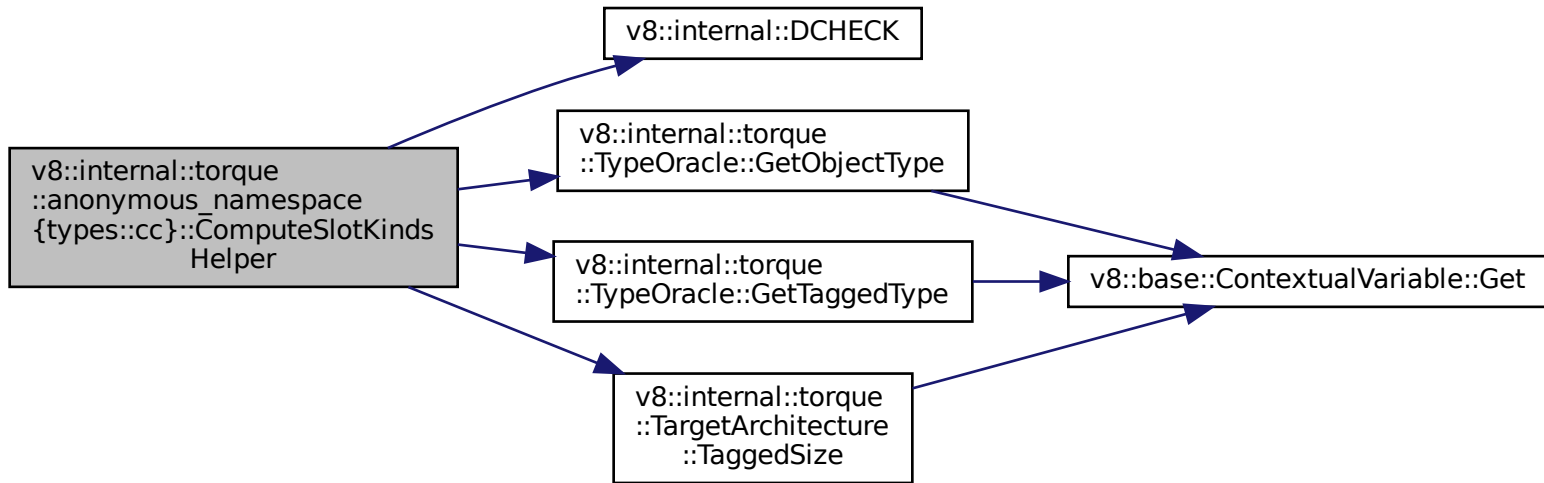 v8::internal::DCHECK
v8::internal::torque
::TypeOracle::GetObjectType
v8::internal::torque
::anonymous_namespace
{types::cc}::ComputeSlotKinds
Helper
v8::internal::torque
::TypeOracle::GetTaggedType
v8::base::ContextualVariable::Get
v8::internal::torque
::TargetArchitecture
::TaggedSize